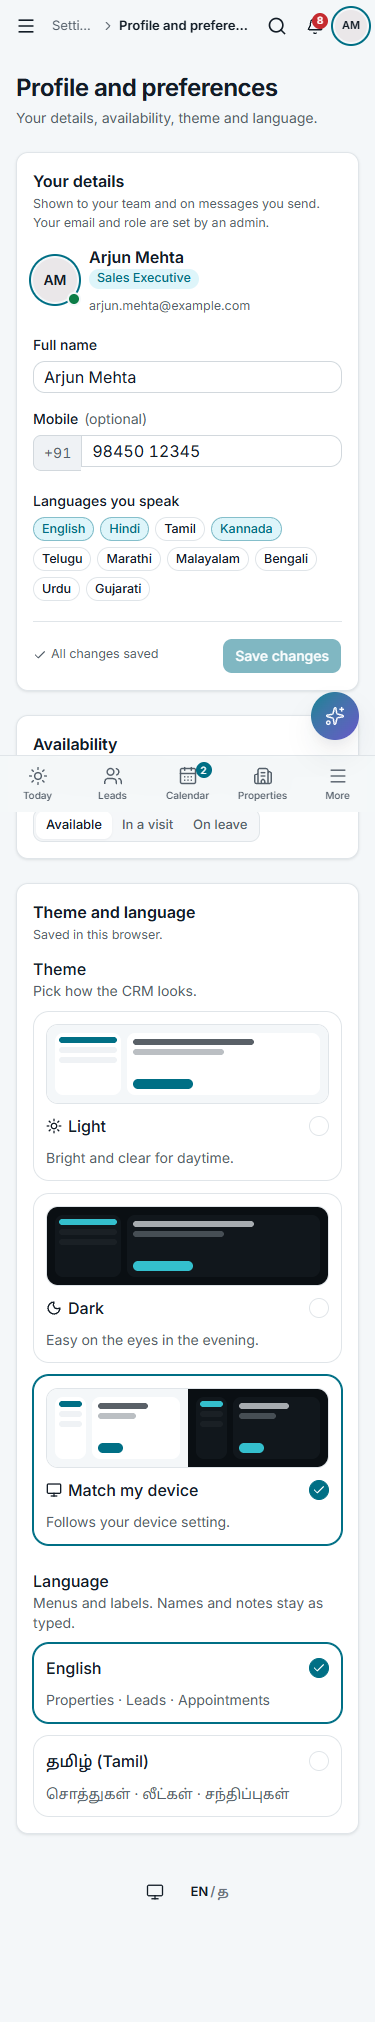 Setti... > Profile and prefere... 8 AM
Profile and preferences
Your details, availability, theme and language.
Your details
Shown to your team and on messages you send.
Your email and role are set by an admin.
AM
Arjun Mehta
Sales Executive
arjun.mehta@example.com
Full name
Arjun Mehta
Mobile (optional)
+91 98450 12345
Languages you speak
English Hindi Tamil Kannada
Telugu Marathi Malayalam Bengali
Urdu Gujarati
All changes saved Save changes
Availability
2
Today Leads Calendar Properties More
Available In a visit On leave
Theme and language
Saved in this browser.
Theme
Pick how the CRM looks.
Light
Bright and clear for daytime.
Dark
Easy on the eyes in the evening.
Match my device
Follows your device setting.
Language
Menus and labels. Names and notes stay as
typed.
English
Properties · Leads · Appointments
தமிழ் (Tamil)
சொத்துகள் · லீட்கள் · சந்திப்புகள்
EN / த